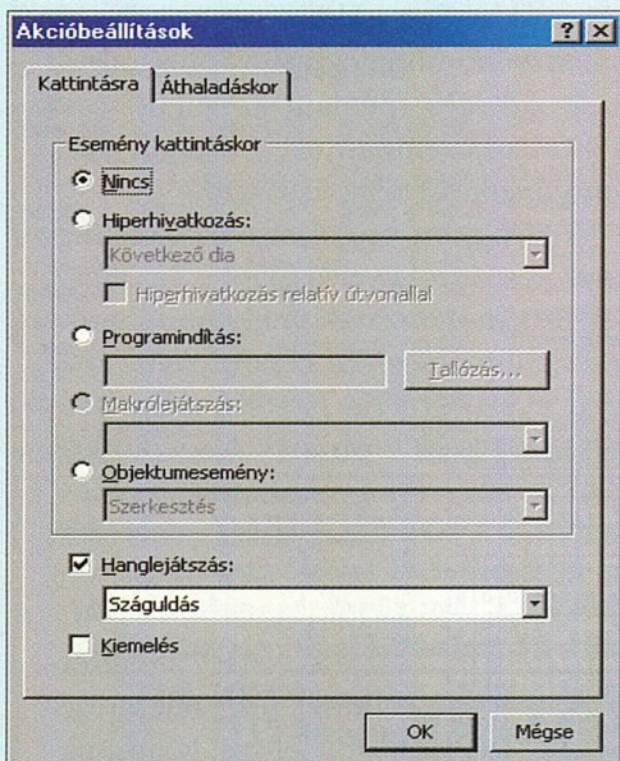 Akcióbeállítások
Kattintásra Áthaladáskor
Esemény kattintáskor
Nincs
Hiperhivatkozás:
Következő dia
Hiperhivatkozás relatív útvonallal
Programindítás:
Tallózás...
Makrólejátszás:
Objektumesemény:
Szerkesztés
Hanglejátszás:
Száguldás
Kiemelés
OK Mégse